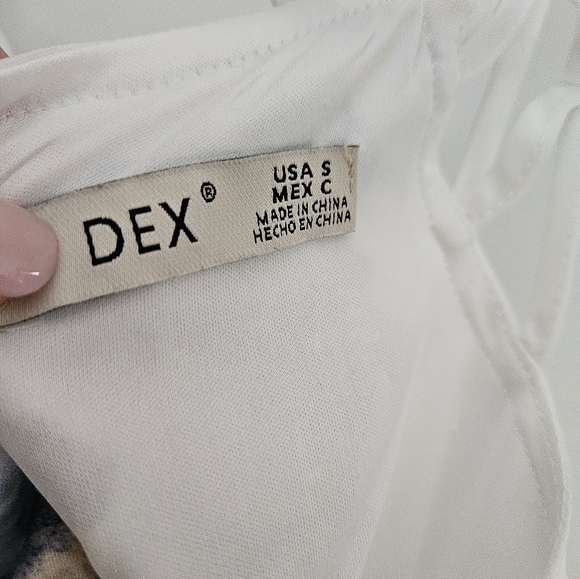 DEX®
USA S
MEX C
MADE IN CHINA
HECHO EN CHINA